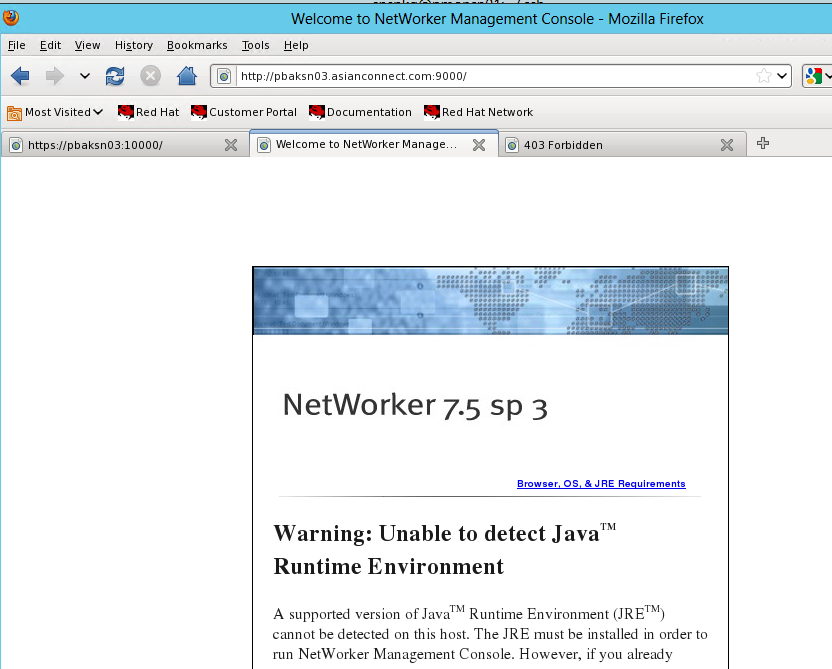 Welcome to NetWorker Management Console - Mozilla Firefox
File Edit View History Bookmarks Tools Help
http://pbaksn03.asianconnect.com:9000/
Most Visited Red Hat Customer Portal Documentation Red Hat Network
https://pbaksn03:10000/ Welcome to NetWorker Manage... 403 Forbidden
NetWorker 7.5 sp 3
Browser, OS, & JRE Requirements
Warning: Unable to detect Java™
Runtime Environment
A supported version of Java™ Runtime Environment (JRE™)
cannot be detected on this host. The JRE must be installed in order to
run NetWorker Management Console. However, if you already